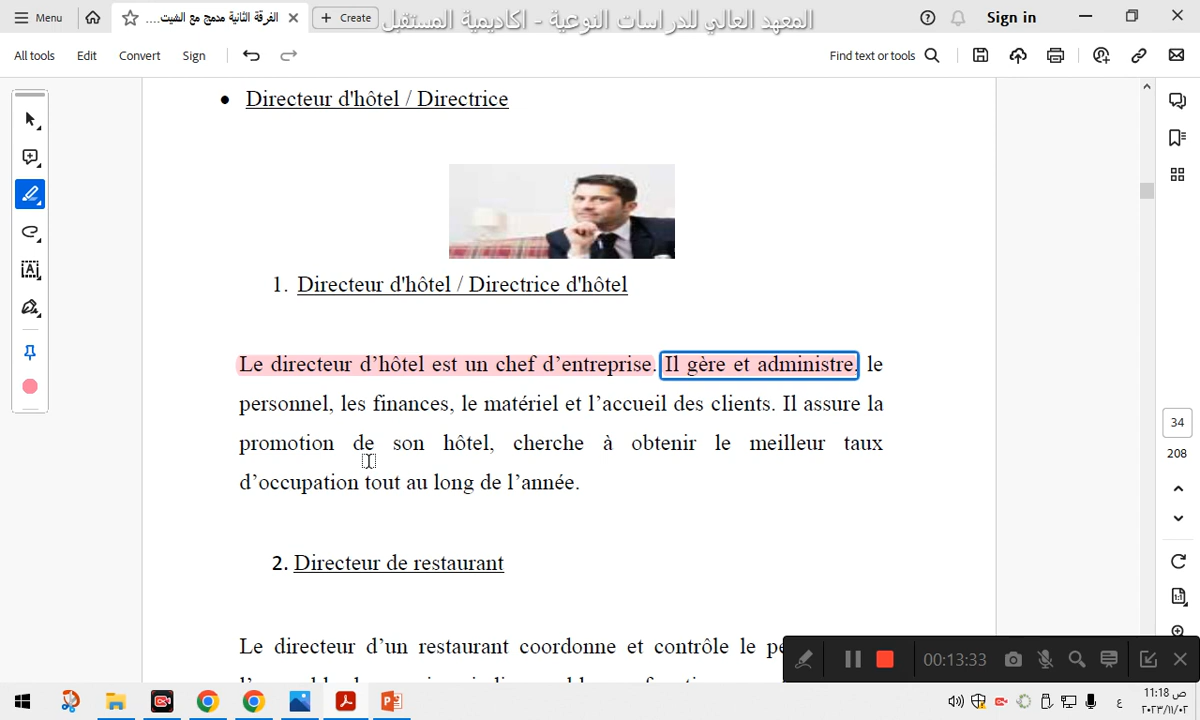 Menu
الفرقة الثانية مدمج مع الشيت....
Create
المعهد العالي للدراسات النوعية - اكاديمية المستقبل
Sign in
All tools Edit Convert Sign
Find text or tools
• Directeur d'hôtel / Directrice
1. Directeur d'hôtel / Directrice d'hôtel
Le directeur d’hôtel est un chef d’entreprise. Il gère et administre, le
personnel, les finances, le matériel et l’accueil des clients. Il assure la
promotion de son hôtel, cherche à obtenir le meilleur taux
d’occupation tout au long de l’année.
34
208
2. Directeur de restaurant
Le directeur d’un restaurant coordonne et contrôle le
00:13:33
ع
11:18 ص
٢٠٢٣/١١/٠٢